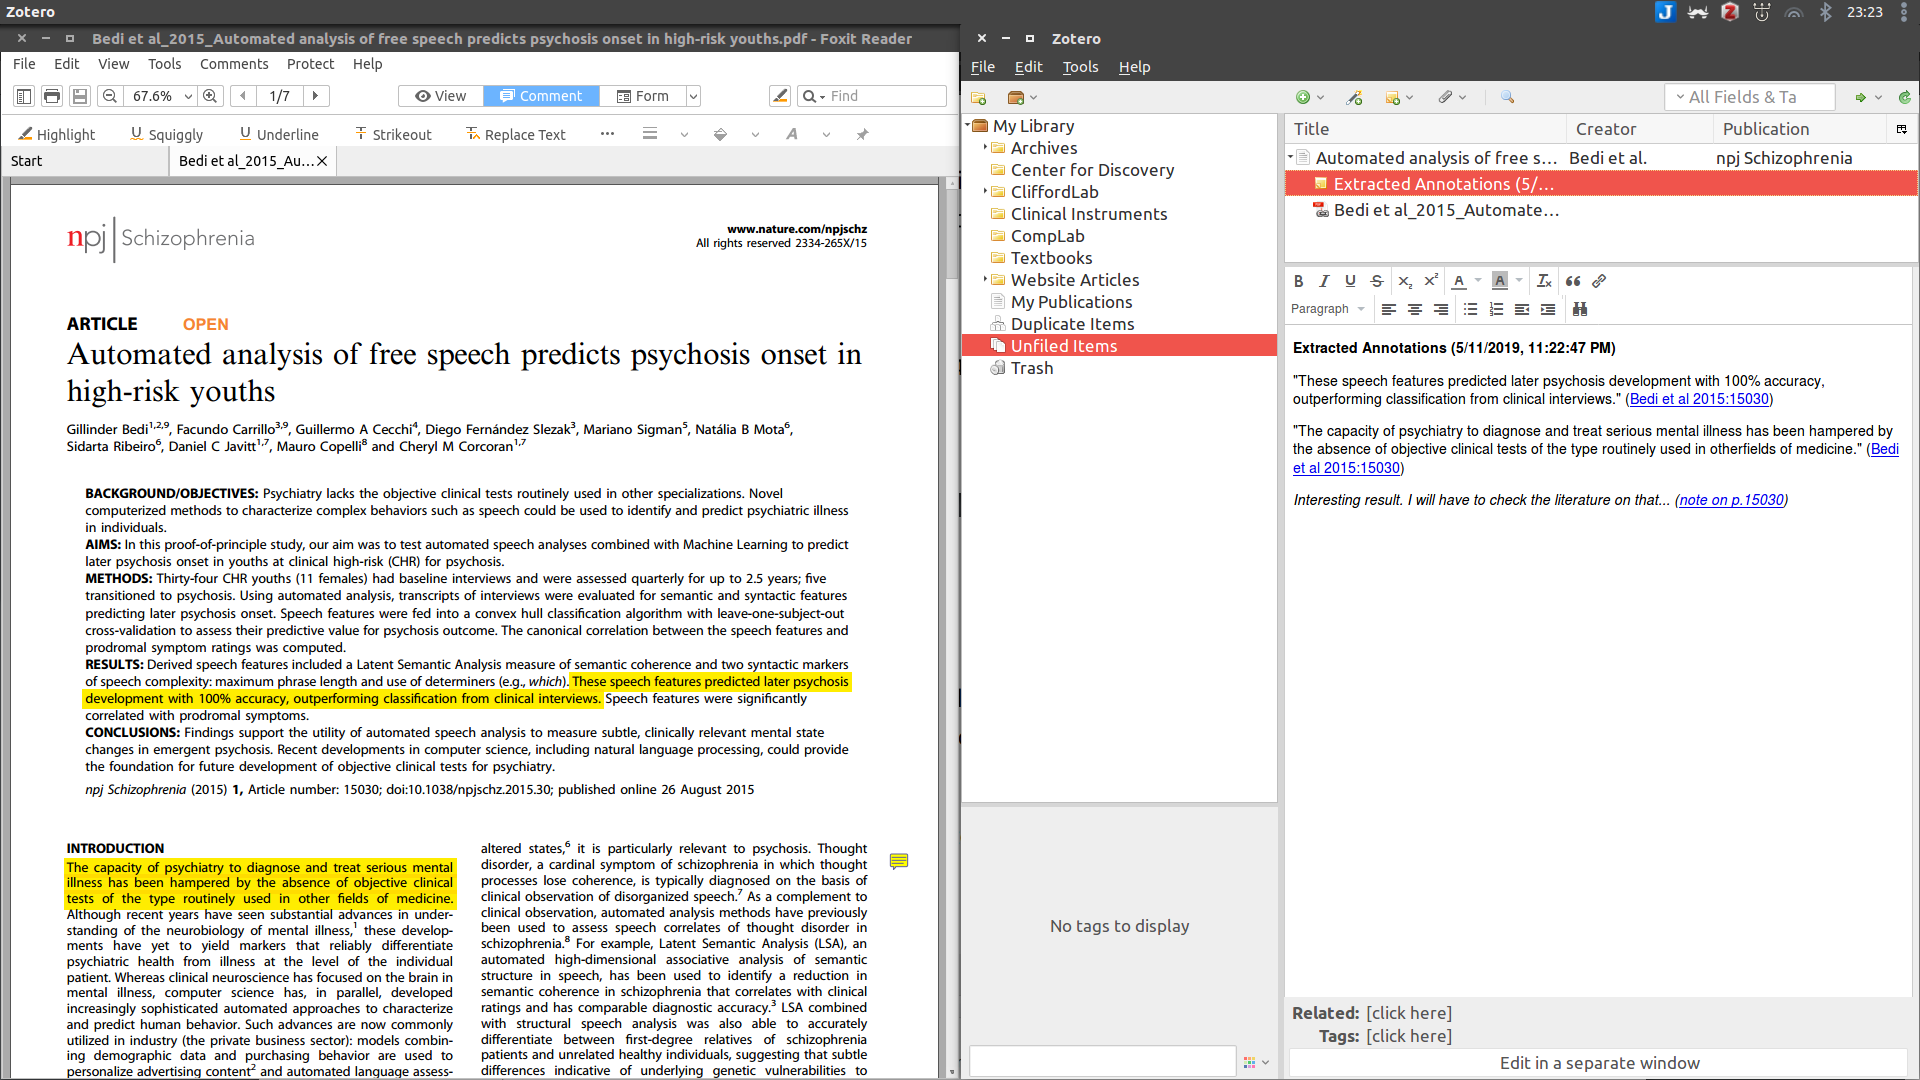 Zotero
23:23
Bedi et al_2015_Automated analysis of free speech predicts psychosis onset in high-risk youths.pdf - Foxit Reader
File Edit View Tools Comments Protect Help
67.6% 1/7 View Comment Form Find
Highlight Squiggly Underline Strikeout Replace Text ...
Start Bedi et al_2015_Au...
npj Schizophrenia
www.nature.com/npjschz
All rights reserved 2334-265X/15
ARTICLE OPEN
Automated analysis of free speech predicts psychosis onset in
high-risk youths
Gillinder Bedi1,2,9, Facundo Carrillo3,9, Guillermo A Cecchi4, Diego Fernández Slezak3, Mariano Sigman5, Natália B Mota6,
Sidarta Ribeiro6, Daniel C Javitt1,7, Mauro Copelli8 and Cheryl M Corcoran1,7
BACKGROUND/OBJECTIVES: Psychiatry lacks the objective clinical tests routinely used in other specializations. Novel
computerized methods to characterize complex behaviors such as speech could be used to identify and predict psychiatric illness
in individuals.
AIMS: In this proof-of-principle study, our aim was to test automated speech analyses combined with Machine Learning to predict
later psychosis onset in youths at clinical high-risk (CHR) for psychosis.
METHODS: Thirty-four CHR youths (11 females) had baseline interviews and were assessed quarterly for up to 2.5 years; five
transitioned to psychosis. Using automated analysis, transcripts of interviews were evaluated for semantic and syntactic features
predicting later psychosis onset. Speech features were fed into a convex hull classification algorithm with leave-one-subject-out
cross-validation to assess their predictive value for psychosis outcome. The canonical correlation between the speech features and
prodromal symptom ratings was computed.
RESULTS: Derived speech features included a Latent Semantic Analysis measure of semantic coherence and two syntactic markers
of speech complexity: maximum phrase length and use of determiners (e.g., which). These speech features predicted later psychosis
development with 100% accuracy, outperforming classification from clinical interviews. Speech features were significantly
correlated with prodromal symptoms.
CONCLUSIONS: Findings support the utility of automated speech analysis to measure subtle, clinically relevant mental state
changes in emergent psychosis. Recent developments in computer science, including natural language processing, could provide
the foundation for future development of objective clinical tests for psychiatry.
npj Schizophrenia (2015) 1, Article number: 15030; doi:10.1038/npjschz.2015.30; published online 26 August 2015
INTRODUCTION
The capacity of psychiatry to diagnose and treat serious mental
illness has been hampered by the absence of objective clinical
tests of the type routinely used in other fields of medicine.
Although recent years have seen substantial advances in under-
standing of the neurobiology of mental illness,1 these develop-
ments have yet to yield markers that reliably differentiate
psychiatric health from illness at the level of the individual
patient. Whereas clinical neuroscience has focused on the brain in
mental illness, computer science has, in parallel, developed
increasingly sophisticated automated approaches to characterize
and predict human behavior. Such advances are now commonly
utilized in industry (the private business sector): models combin-
ing demographic data and purchasing behavior are used to
personalize advertising content2 and automated language assess-
altered states,6 it is particularly relevant to psychosis. Thought
disorder, a cardinal symptom of schizophrenia in which thought
processes lose coherence, is typically diagnosed on the basis of
clinical observation of disorganized speech.7 As a complement to
clinical observation, automated analysis methods have previously
been used to assess speech correlates of thought disorder in
schizophrenia.8 For example, Latent Semantic Analysis (LSA), an
automated high-dimensional associative analysis of semantic
structure in speech, has been used to identify a reduction in
semantic coherence in schizophrenia that correlates with clinical
ratings and has comparable diagnostic accuracy.3 LSA combined
with structural speech analysis was also able to accurately
differentiate between first-degree relatives of schizophrenia
patients and unrelated healthy individuals, suggesting that subtle
differences indicative of underlying genetic vulnerabilities to
Zotero
File Edit Tools Help
All Fields & Ta
My Library
Archives
Center for Discovery
CliffordLab
Clinical Instruments
CompLab
Textbooks
Website Articles
My Publications
Duplicate Items
Unfiled Items
Trash
No tags to display
Title Creator Publication
Automated analysis of free s... Bedi et al. npj Schizophrenia
Extracted Annotations (5/...
Bedi et al_2015_Automate...
Paragraph
Extracted Annotations (5/11/2019, 11:22:47 PM)
"These speech features predicted later psychosis development with 100% accuracy,
outperforming classification from clinical interviews." (Bedi et al 2015:15030)
"The capacity of psychiatry to diagnose and treat serious mental illness has been hampered by
the absence of objective clinical tests of the type routinely used in otherfields of medicine." (Bedi
et al 2015:15030)
Interesting result. I will have to check the literature on that... (note on p.15030)
Related: [click here]
Tags: [click here]
Edit in a separate window